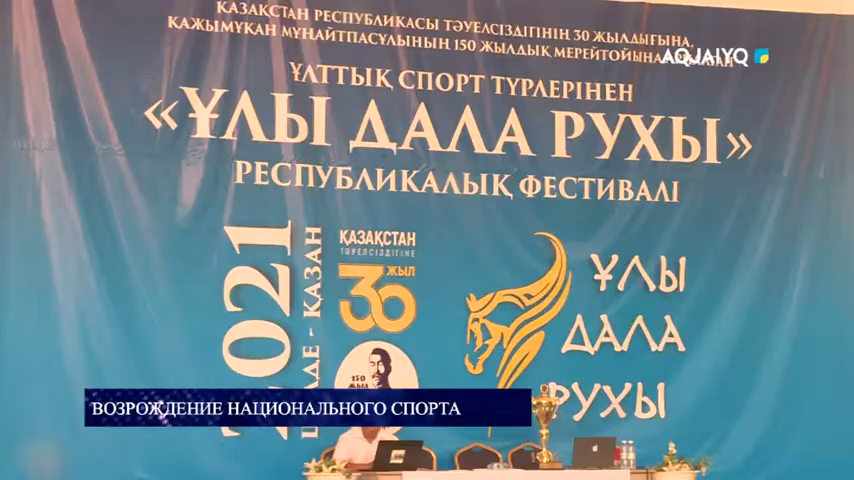 ҚАЗАҚСТАН РЕСПУБЛИКАСЫ ТӘУЕЛСІЗДІГІНІҢ 30 ЖЫЛДЫҒЫНА,
ҚАЖЫМҰҚАН МҰҢАЙТПАСҰЛЫНЫҢ 150 ЖЫЛДЫҚ МЕРЕЙТОЙЫНА
AQJAIYQ
ҰЛТТЫҚ СПОРТ ТҮРЛЕРІНЕН
«ҰЛЫ ДАЛА РУХЫ»
РЕСПУБЛИКАЛЫҚ ФЕСТИВАЛІ
2021
ҚАЗАН
ҚАЗАҚСТАН
ТӘУЕЛСІЗДІГІНЕ
30 ЖЫЛ
150
ЖЫЛ
ҰЛЫ
ДАЛА
РУХЫ
ВОЗРОЖДЕНИЕ НАЦИОНАЛЬНОГО СПОРТА